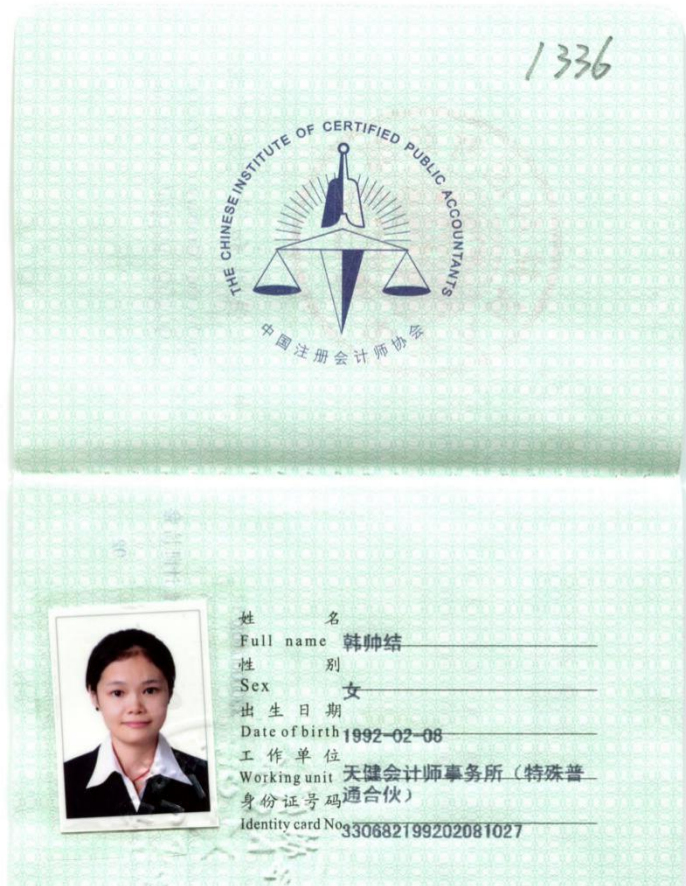 1336
THE CHINESE INSTITUTE OF CERTIFIED PUBLIC ACCOUNTANTS
中国注册会计师协会
姓 名
Full name 韩帅结
性 别
Sex 女
出生日期
Date of birth 1992-02-08
工作单位
Working unit 天健会计师事务所（特殊普
通合伙）
身份证号码
Identity card No. 330682199202081027